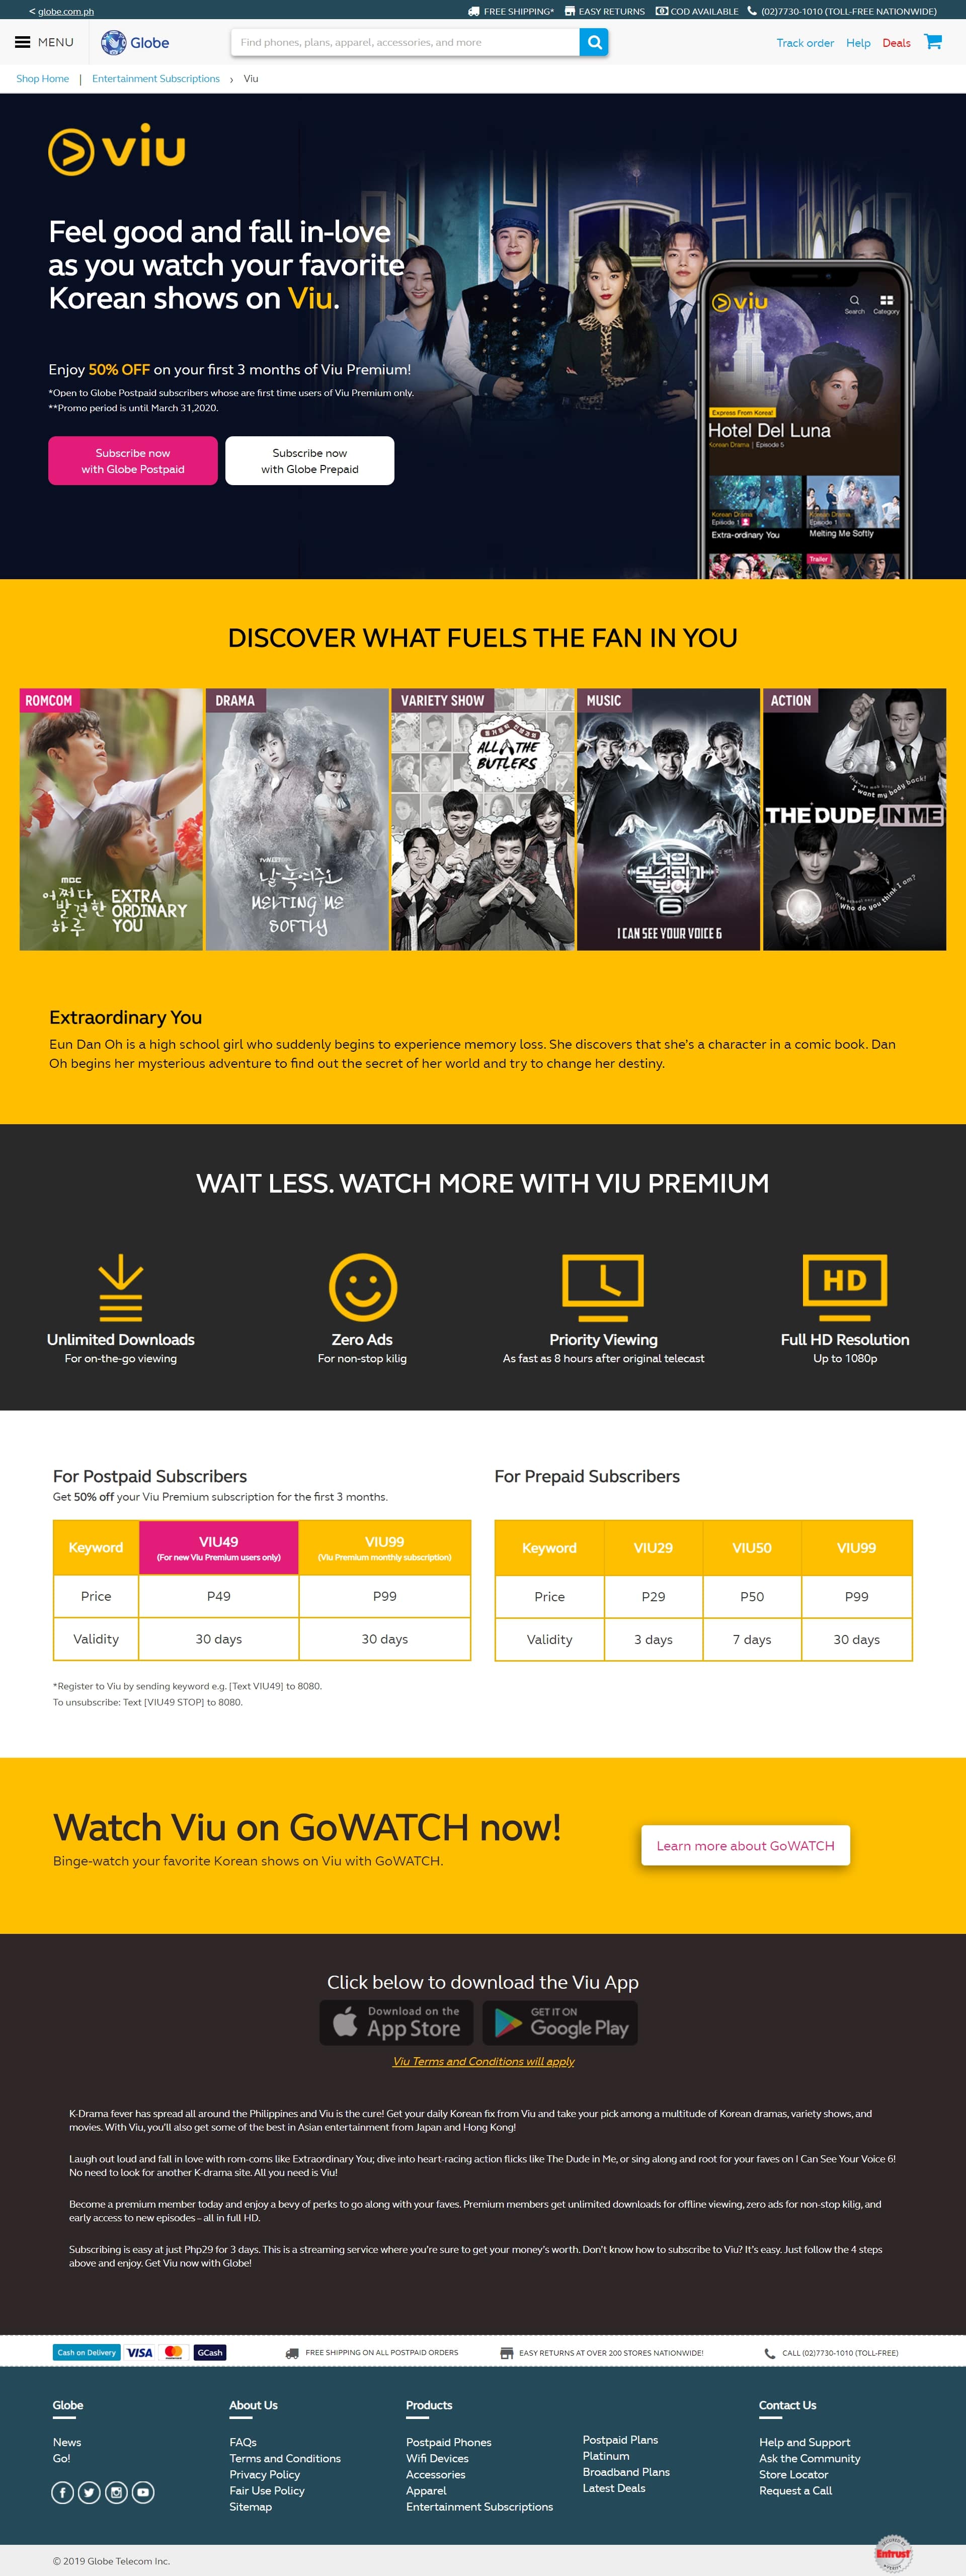 < globe.com.ph
FREE SHIPPING*
EASY RETURNS
COD AVAILABLE
(02)7730-1010 (TOLL-FREE NATIONWIDE)
MENU
Globe
Find phones, plans, apparel, accessories, and more
Track order
Help
Deals
Shop Home | Entertainment Subscriptions › Viu
viu
Feel good and fall in-love
as you watch your favorite
Korean shows on Viu.
Enjoy 50% OFF on your first 3 months of Viu Premium!
*Open to Globe Postpaid subscribers whose are first time users of Viu Premium only.
**Promo period is until March 31,2020.
Subscribe now
with Globe Postpaid
Subscribe now
with Globe Prepaid
viu
Search
Category
Express From Korea!
Hotel Del Luna
Korean Drama | Episode 5
Korean Drama
Episode 1
Extra-ordinary You
Korean Drama
Episode 1
Melting Me Softly
Trailer
DISCOVER WHAT FUELS THE FAN IN YOU
ROMCOM
mbc
어쩌다
발견한
하루
EXTRA
ORDINARY
YOU
DRAMA
tvN
날 녹여주오
MELTING ME
SOFTLY
VARIETY SHOW
ALL THE
BUTLERS
MUSIC
너의
목소리가
보여
6
I CAN SEE YOUR VOICE 6
ACTION
I want my body back!
THE DUDE IN ME
Who do you think I am?
Extraordinary You
Eun Dan Oh is a high school girl who suddenly begins to experience memory loss. She discovers that she's a character in a comic book. Dan
Oh begins her mysterious adventure to find out the secret of her world and try to change her destiny.
WAIT LESS. WATCH MORE WITH VIU PREMIUM
HD
Unlimited Downloads
For on-the-go viewing
Zero Ads
For non-stop kilig
Priority Viewing
As fast as 8 hours after original telecast
Full HD Resolution
Up to 1080p
For Postpaid Subscribers
Get 50% off your Viu Premium subscription for the first 3 months.
Keyword
VIU49
(For new Viu Premium users only)
VIU99
(Viu Premium monthly subscription)
Price
P49
P99
Validity
30 days
30 days
*Register to Viu by sending keyword e.g. [Text VIU49] to 8080.
To unsubscribe: Text [VIU49 STOP] to 8080.
For Prepaid Subscribers
Keyword
VIU29
VIU50
VIU99
Price
P29
P50
P99
Validity
3 days
7 days
30 days
Watch Viu on GoWATCH now!
Binge-watch your favorite Korean shows on Viu with GoWATCH.
Learn more about GoWATCH
Click below to download the Viu App
Download on the
App Store
GET IT ON
Google Play
Viu Terms and Conditions will apply
K-Drama fever has spread all around the Philippines and Viu is the cure! Get your daily Korean fix from Viu and take your pick among a multitude of Korean dramas, variety shows, and
movies. With Viu, you'll also get some of the best in Asian entertainment from Japan and Hong Kong!
Laugh out loud and fall in love with rom-coms like Extraordinary You; dive into heart-racing action flicks like The Dude in Me, or sing along and root for your faves on I Can See Your Voice 6!
No need to look for another K-drama site. All you need is Viu!
Become a premium member today and enjoy a bevy of perks to go along with your faves. Premium members get unlimited downloads for offline viewing, zero ads for non-stop kilig, and
early access to new episodes – all in full HD.
Subscribing is easy at just Php29 for 3 days. This is a streaming service where you're sure to get your money's worth. Don't know how to subscribe to Viu? It's easy. Just follow the 4 steps
above and enjoy. Get Viu now with Globe!
Cash on Delivery
VISA
GCash
FREE SHIPPING ON ALL POSTPAID ORDERS
EASY RETURNS AT OVER 200 STORES NATIONWIDE!
CALL (02)7730-1010 (TOLL-FREE)
Globe
News
Go!
About Us
FAQs
Terms and Conditions
Privacy Policy
Fair Use Policy
Sitemap
Products
Postpaid Phones
Wifi Devices
Accessories
Apparel
Entertainment Subscriptions
Postpaid Plans
Platinum
Broadband Plans
Latest Deals
Contact Us
Help and Support
Ask the Community
Store Locator
Request a Call
© 2019 Globe Telecom Inc.
Entrust